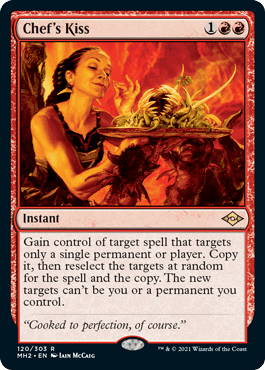 Chef's Kiss 1
Instant
Gain control of target spell that targets
only a single permanent or player. Copy
it, then reselect the targets at random
for the spell and the copy. The new
targets can't be you or a permanent you
control.
"Cooked to perfection, of course."
120/303 R
MH2 • EN Iain McCaig
™ & © 2021 Wizards of the Coast